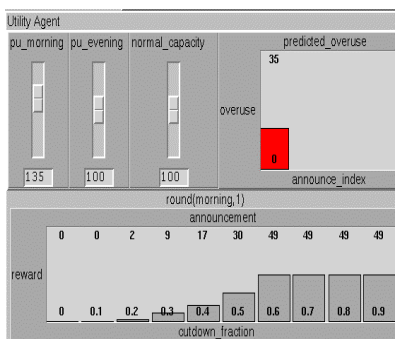 Utility Agent
pu_morning pu_evening normal_capacity
135 100 100
predicted_overuse
35
overuse
0
announce_index
round(morning,1)
announcement
0 0 2 9 17 30 49 49 49 49
reward
0 0.1 0.2 0.3 0.4 0.5 0.6 0.7 0.8 0.9
cutdown_fraction